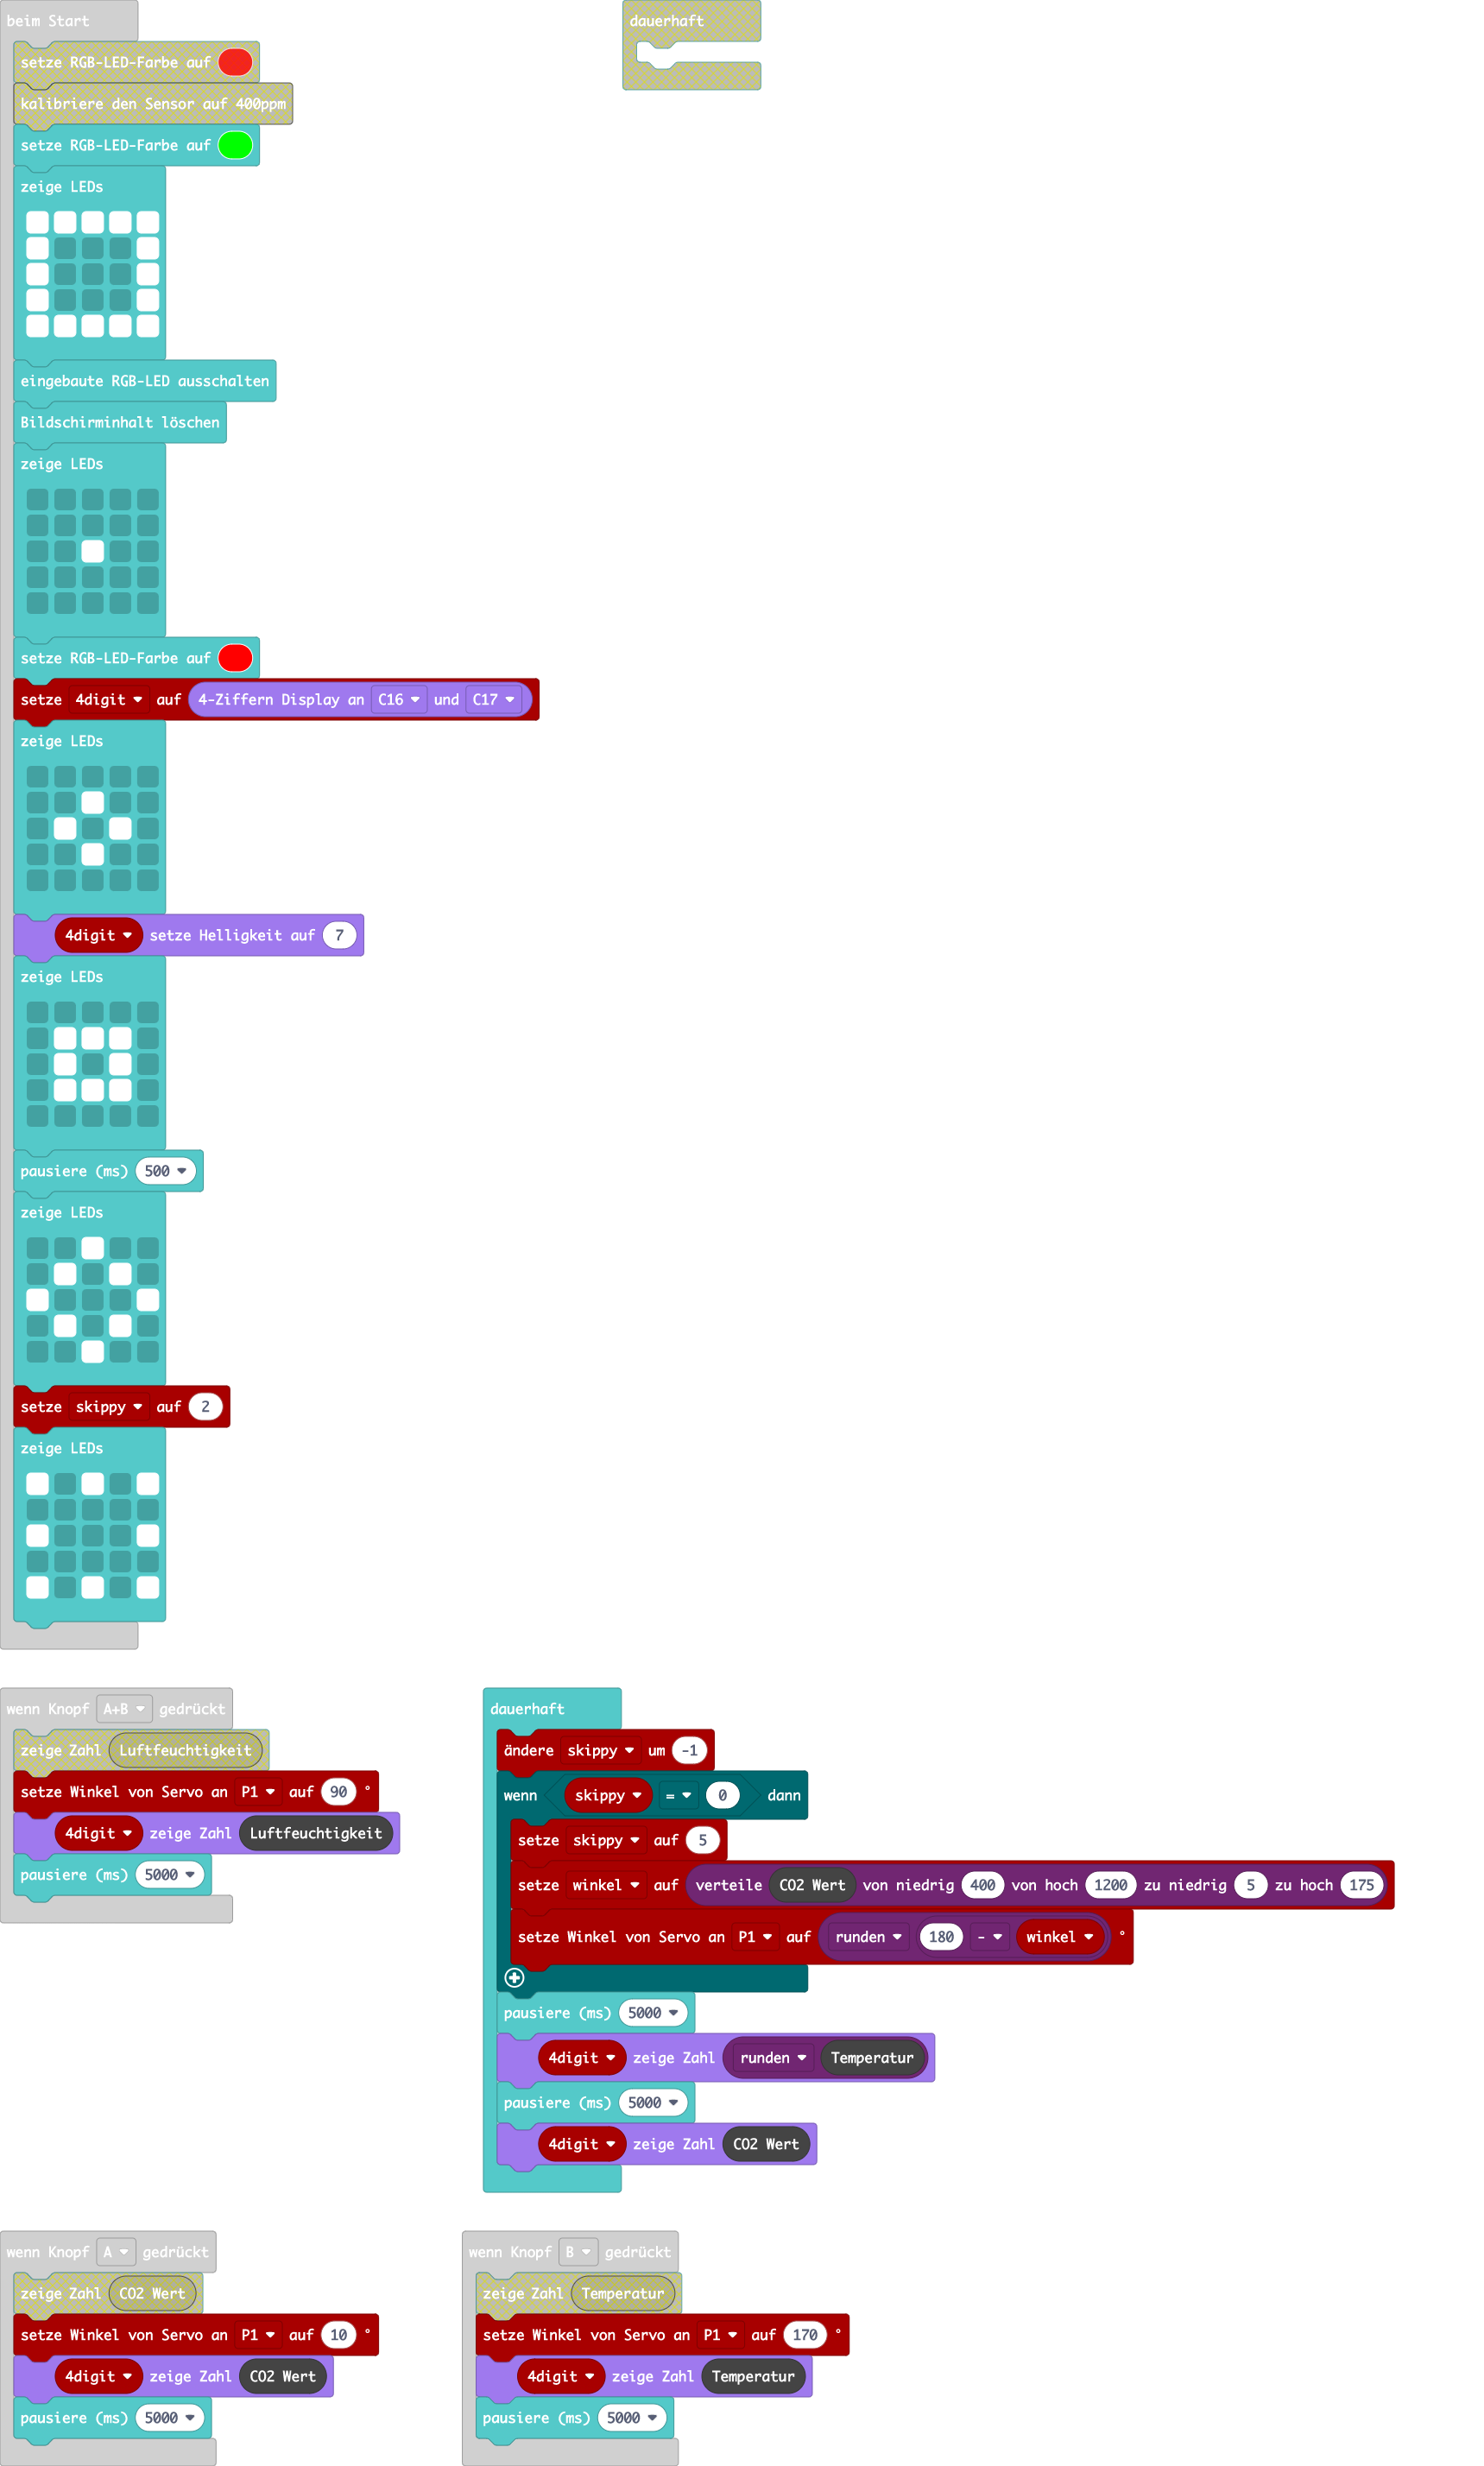 beim Start
setze RGB-LED-Farbe auf
kalibriere den Sensor auf 400ppm
setze RGB-LED-Farbe auf
zeige LEDs
eingebaute RGB-LED ausschalten
Bildschirminhalt löschen
zeige LEDs
setze RGB-LED-Farbe auf
setze 4digit auf 4-Ziffern Display an C16 und C17
zeige LEDs
4digit setze Helligkeit auf 7
zeige LEDs
pausiere (ms) 500
zeige LEDs
setze skippy auf 2
zeige LEDs
dauerhaft
wenn Knopf A+B gedrückt
zeige Zahl Luftfeuchtigkeit
setze Winkel von Servo an P1 auf 90 °
4digit zeige Zahl Luftfeuchtigkeit
pausiere (ms) 5000
dauerhaft
ändere skippy um -1
wenn skippy = 0 dann
setze skippy auf 5
setze winkel auf verteile CO2 Wert von niedrig 400 von hoch 1200 zu niedrig 5 zu hoch 175
setze Winkel von Servo an P1 auf runden 180 - winkel °
pausiere (ms) 5000
4digit zeige Zahl runden Temperatur
pausiere (ms) 5000
4digit zeige Zahl CO2 Wert
wenn Knopf A gedrückt
zeige Zahl CO2 Wert
setze Winkel von Servo an P1 auf 10 °
4digit zeige Zahl CO2 Wert
pausiere (ms) 5000
wenn Knopf B gedrückt
zeige Zahl Temperatur
setze Winkel von Servo an P1 auf 170 °
4digit zeige Zahl Temperatur
pausiere (ms) 5000